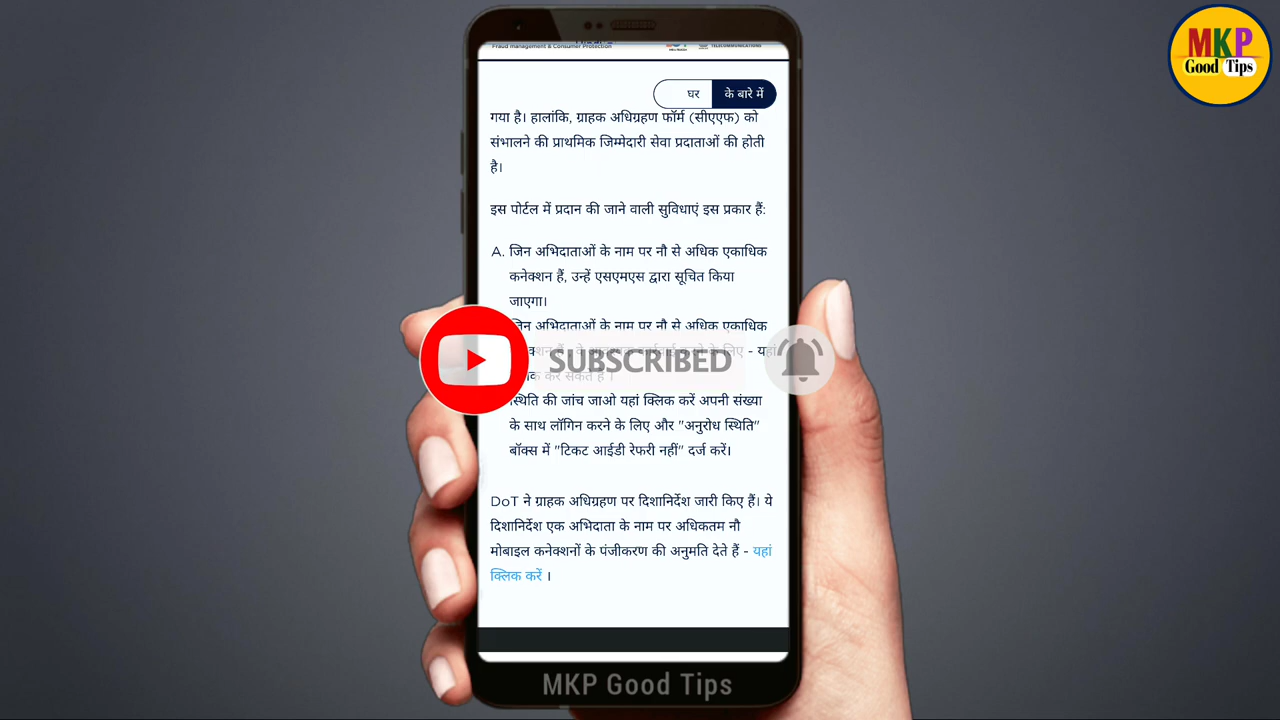 MKP
Good Tips
Fraud management & Consumer Protection
TELECOMMUNICATIONS
घर
के बारे में
गया है। हालांकि, ग्राहक अधिग्रहण फॉर्म (सीएएफ) को
संभालने की प्राथमिक जिम्मेदारी सेवा प्रदाताओं की होती
है।
इस पोर्टल में प्रदान की जाने वाली सुविधाएं इस प्रकार हैं:
A. जिन अभिदाताओं के नाम पर नौ से अधिक एकाधिक
कनेक्शन हैं, उन्हें एसएमएस द्वारा सूचित किया
जाएगा।
जिन अभिदाताओं के नाम पर नौ से अधिक एकाधिक
के लिए - यहां
कर सकते हैं ।
SUBSCRIBED
स्थिति की जांच जाओ यहां क्लिक करें अपनी संख्या
के साथ लॉगिन करने के लिए और "अनुरोध स्थिति"
बॉक्स में "टिकट आईडी रेफरी नहीं" दर्ज करें।
DoT ने ग्राहक अधिग्रहण पर दिशानिर्देश जारी किए हैं। ये
दिशानिर्देश एक अभिदाता के नाम पर अधिकतम नौ
मोबाइल कनेक्शनों के पंजीकरण की अनुमति देते हैं - यहां
क्लिक करें ।
MKP Good Tips